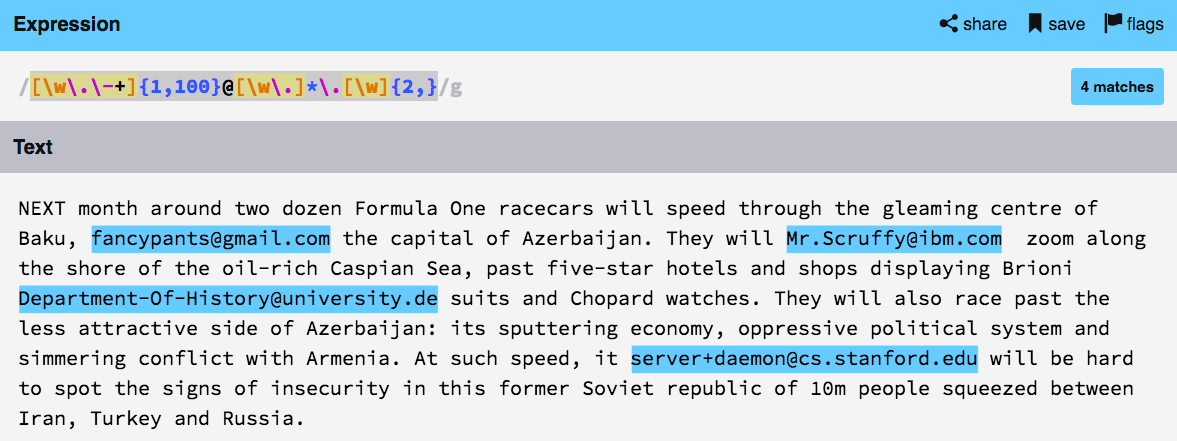 Expression share save flags
/[\w\.\-+]{1,100}@[\w\.]*\.[\w]{2,}/g 4 matches
Text
NEXT month around two dozen Formula One racecars will speed through the gleaming centre of
Baku, fancypants@gmail.com the capital of Azerbaijan. They will Mr.Scruffy@ibm.com  zoom along
the shore of the oil-rich Caspian Sea, past five-star hotels and shops displaying Brioni
Department-Of-History@university.de suits and Chopard watches. They will also race past the
less attractive side of Azerbaijan: its sputtering economy, oppressive political system and
simmering conflict with Armenia. At such speed, it server+daemon@cs.stanford.edu will be hard
to spot the signs of insecurity in this former Soviet republic of 10m people squeezed between
Iran, Turkey and Russia.